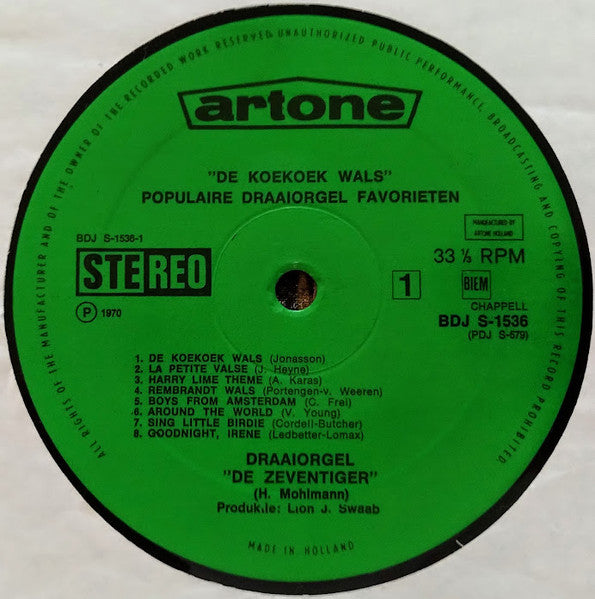 ALL RIGHTS OF THE MANUFACTURER AND OF THE OWNER OF THE RECORDED WORK RESERVED. UNAUTHORIZED PUBLIC PERFORMANCE, BROADCASTING AND COPYING OF THIS RECORD PROHIBITED
artone
"DE KOEKOEK WALS"
POPULAIRE DRAAIORGEL FAVORIETEN
MANUFACTURED BY
ARTONE HOLLAND
BDJ S-1536-1
STEREO
33 ⅓ RPM
1
BIEM
CHAPPELL
BDJ S-1536
(PDJ S-679)
P 1970
1. DE KOEKOEK WALS (Jonasson)
2. LA PETITE VALSE (J. Heyne)
3. HARRY LIME THEME (A. Karas)
4. REMBRANDT WALS (Portengen-v. Weeren)
5. BOYS FROM AMSTERDAM (C. Frei)
6. AROUND THE WORLD (V. Young)
7. SING LITTLE BIRDIE (Cordell-Butcher)
8. GOODNIGHT, IRENE (Ledbetter-Lomax)
DRAAIORGEL
"DE ZEVENTIGER"
(H. Mohlmann)
Produktie: Lion J. Swaab
MADE IN HOLLAND